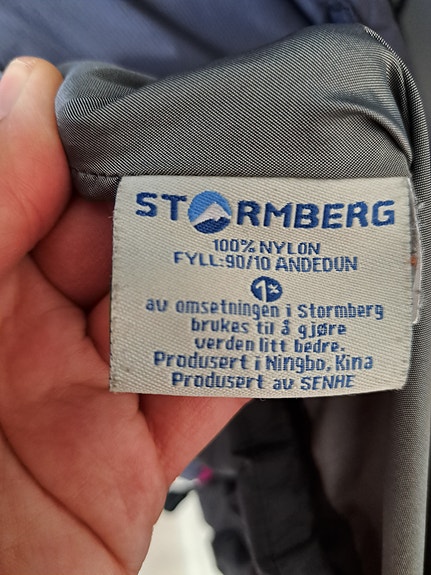 STORMBERG
100% NYLON
FYLL:90/10 ANDEDUN
1%
av omsetningen i Stormberg
brukes til å gjøre
verden litt bedre.
Produsert i Ningbo, Kina
Produsert av SENHE